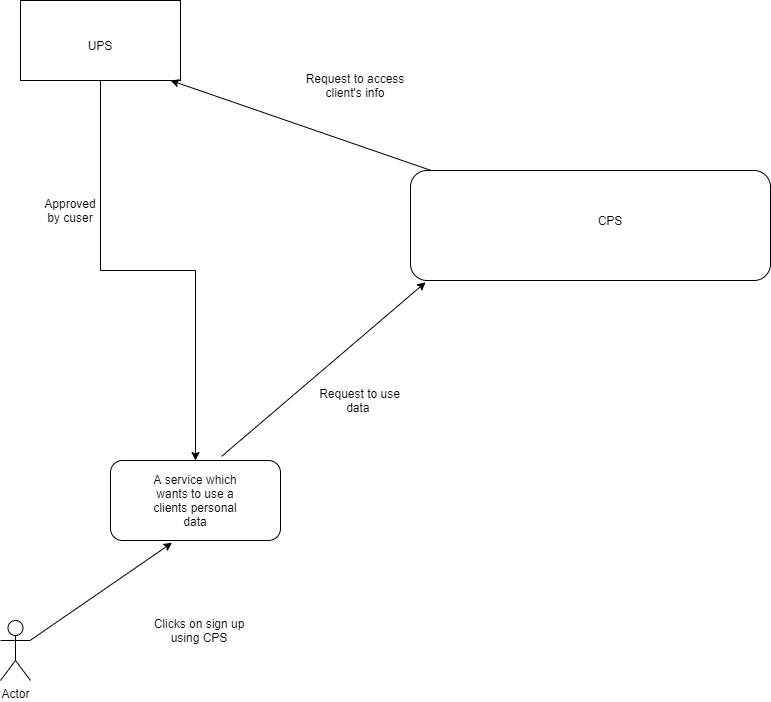 UPS
Request to access
client's info
Approved
by cuser
CPS
Request to use
data
A service which
wants to use a
clients personal
data
Clicks on sign up
using CPS
Actor